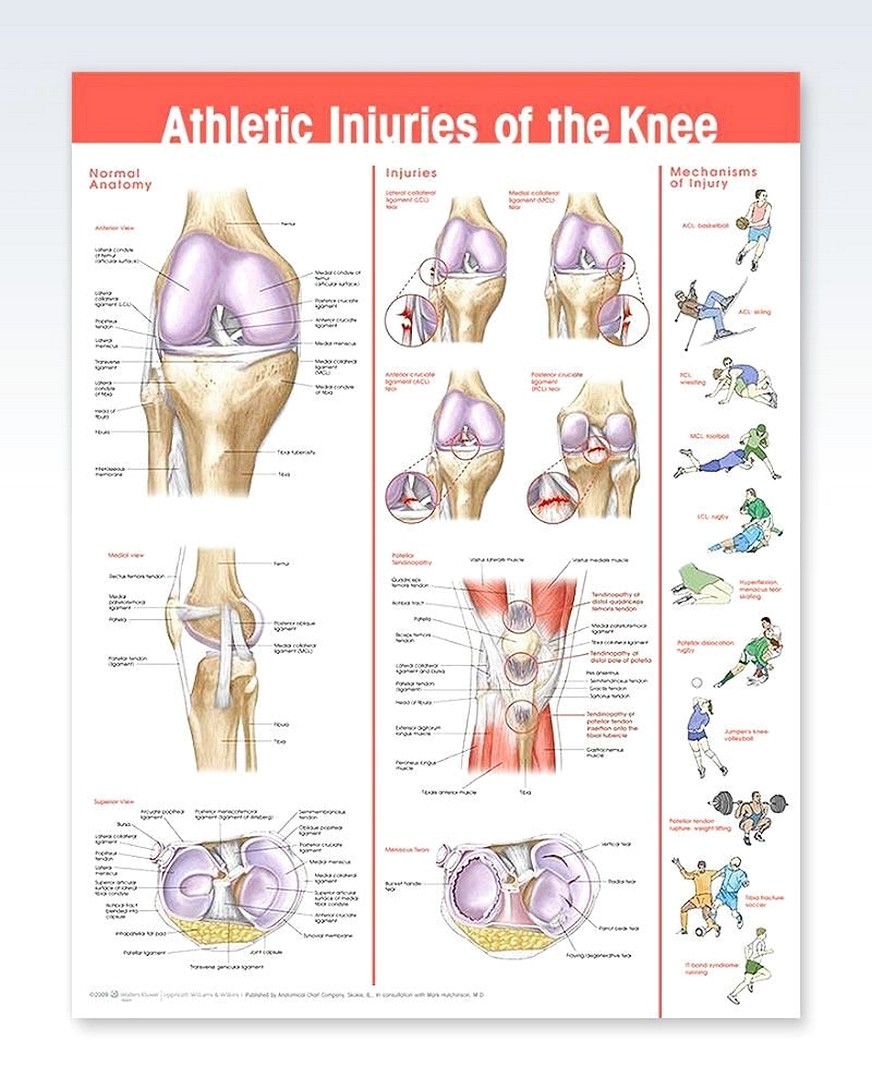 Athletic Injuries of the Knee
Normal
Anatomy
Anterior View
Femur
Lateral condyle
of femur
(articular surface)
Lateral
collateral
ligament (LCL)
Popliteus
tendon
Lateral
meniscus
Transverse
ligament
Lateral
condyle
of tibia
Head of
fibula
Fibula
Interosseous
membrane
Medial condyle of
femur
(articular surface)
Posterior cruciate
ligament
Anterior cruciate
ligament
Medial meniscus
Medial collateral
ligament
(MCL)
Medial condyle
of tibia
Tibial tuberosity
Tibia
Medial view
Rectus femoris tendon
Medial
patellofemoral
ligament
Patella
Patellar tendon
(ligament)
Femur
Posterior oblique
ligament
Medial collateral
ligament (MCL)
Fibula
Tibia
Superior View
Arcuate popliteal
ligament
Bursa
Lateral collateral
ligament
Popliteal
tendon
Lateral
meniscus
Superior articular
surface of lateral
tibial condyle
Iliotibial tract
blended into
capsule
Infrapatellar fat pad
Patellar ligament
Transverse genicular ligament
Joint capsule
Synovial membrane
Posterior meniscofemoral
Semimembranosus
tendon
Oblique popliteal
ligament
Posterior cruciate
ligament
Medial meniscus
Medial collateral
ligament
Superior articular
surface of medial
tibial condyle
Anterior cruciate
ligament
Injuries
Lateral collateral
ligament (LCL)
tear
Medial collateral
ligament (MCL)
tear
Anterior cruciate
ligament (ACL)
tear
Posterior cruciate
ligament
(PCL) tear
Patellar
Tendinopathy
Vastus lateralis muscle
Vastus medialis muscle
Quadriceps
femoris tendon
Iliotibial tract
Patella
Biceps femoris
tendon
Lateral collateral
ligament and bursa
Patellar tendon
(ligament)
Head of fibula
Extensor digitorum
longus muscle
Peroneus longus
muscle
Tibialis anterior muscle
Tibia
Tendinopathy of
distal quadriceps
femoris tendon
Medial patellofemoral
ligament
Tibial collateral ligament
Tendinopathy of
distal pole of patella
Pes anserinus
Semitendinosus tendon
Gracilis tendon
Sartorius tendon
Tendinopathy of
patellar tendon
insertion onto the
tibial tubercle
Gastrocnemius
muscle
Meniscus Tears
Bucket handle
tear
Vertical tear
Radial tear
Parrot beak tear
Fraying/degenerative tear
Mechanisms
of Injury
ACL: basketball
ACL: skiing
PCL:
wrestling
MCL: football
LCL: rugby
Hyperflexion,
meniscus tear:
skating
Patellar dislocation:
rugby
Jumper's knee:
volleyball
Patellar tendon
rupture: weight lifting
Tibial fracture:
soccer
IT-band syndrome:
running
©2009 Wolters Kluwer | Lippincott Williams & Wilkins • Published by Anatomical Chart Company, Skokie, IL. In consultation with Mark Hutchinson, M.D.